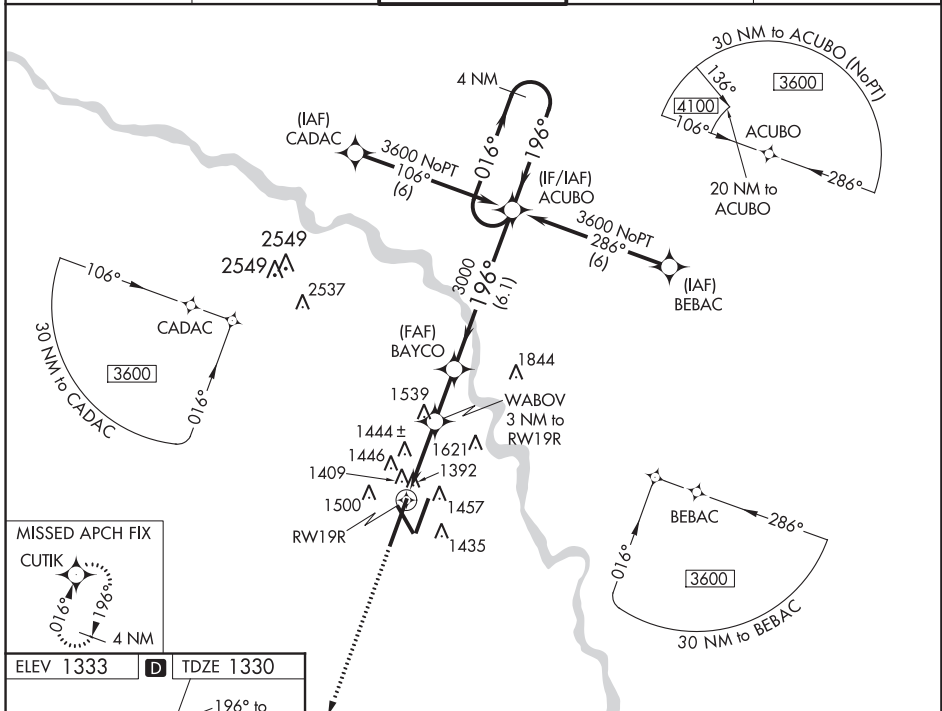 30 NM to ACUBO (NoPT)
3600
136°
4100
106°
ACUBO
286°
20 NM to
ACUBO
4 NM
016°
196°
(IAF)
CADAC
3600 NoPT
106°
(6)
(IF/IAF)
ACUBO
3600 NoPT
286°
(6)
(IAF)
BEBAC
2549
2549
2537
3000
196°
(6.1)
106°
CADAC
3600
016°
30 NM to CADAC
(FAF)
BAYCO
1844
1539
WABOV
3 NM to
RW19R
1444±
1621
1446
1409
1392
1500
1457
RW19R
1435
BEBAC
286°
016°
3600
30 NM to BEBAC
MISSED APCH FIX
CUTIK
016°
196°
4 NM
ELEV 1333
D
TDZE 1330
196° to